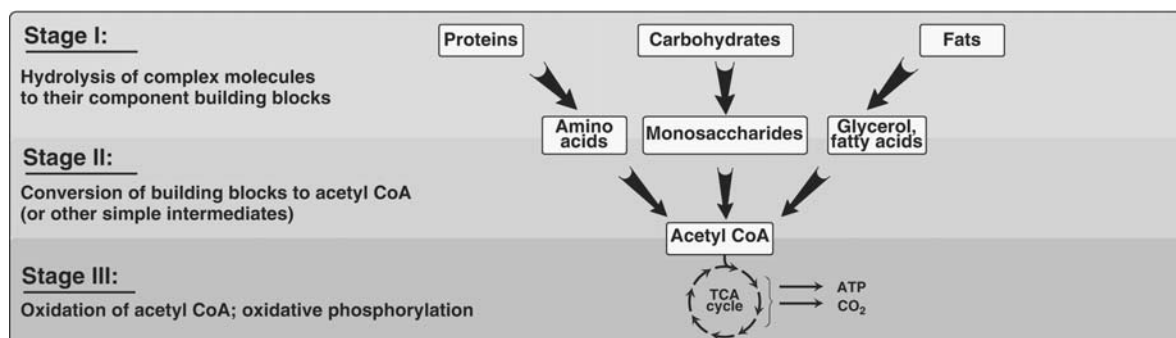 Stage I:
Proteins
Carbohydrates
Fats
Hydrolysis of complex molecules
to their component building blocks
Amino
acids
Monosaccharides
Glycerol,
fatty acids
Stage II:
Conversion of building blocks to acetyl CoA
(or other simple intermediates)
Acetyl CoA
Stage III:
Oxidation of acetyl CoA; oxidative phosphorylation
TCA
cycle
ATP
CO₂